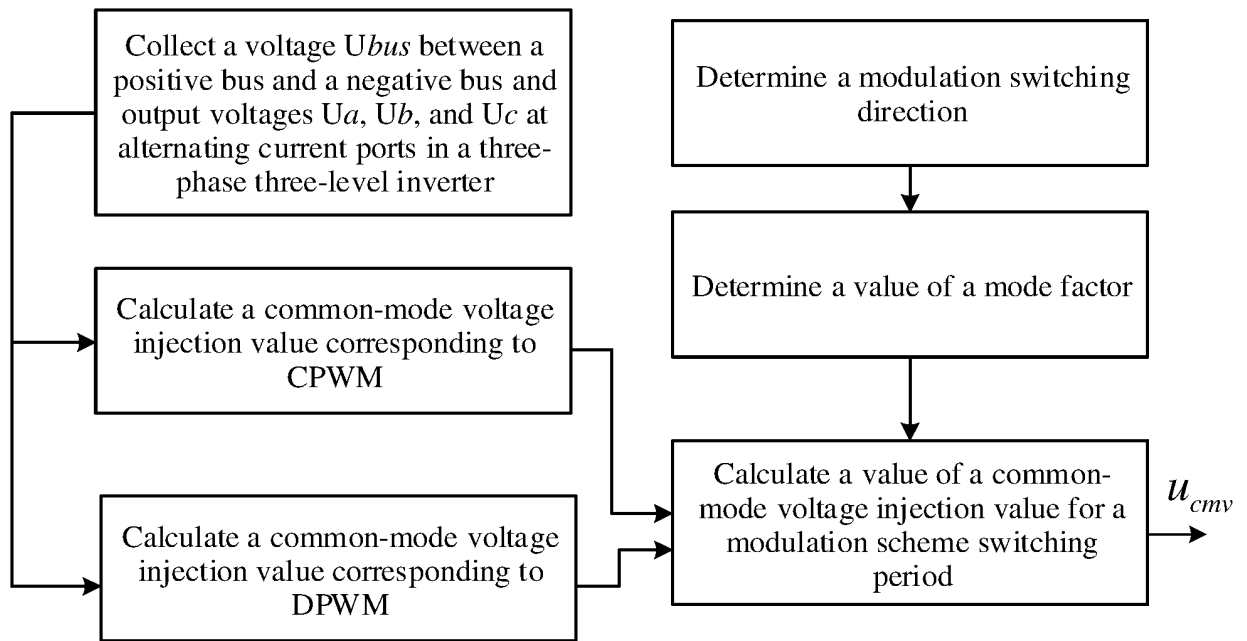 Collect a voltage Ubus between a
positive bus and a negative bus and
output voltages Ua, Ub, and Uc at
alternating current ports in a three-
phase three-level inverter
Calculate a common-mode voltage
injection value corresponding to
CPWM
Calculate a common-mode voltage
injection value corresponding to
DPWM
Determine a modulation switching
direction
Determine a value of a mode factor
Calculate a value of a common-
mode voltage injection value for a
modulation scheme switching
period
u_cmv